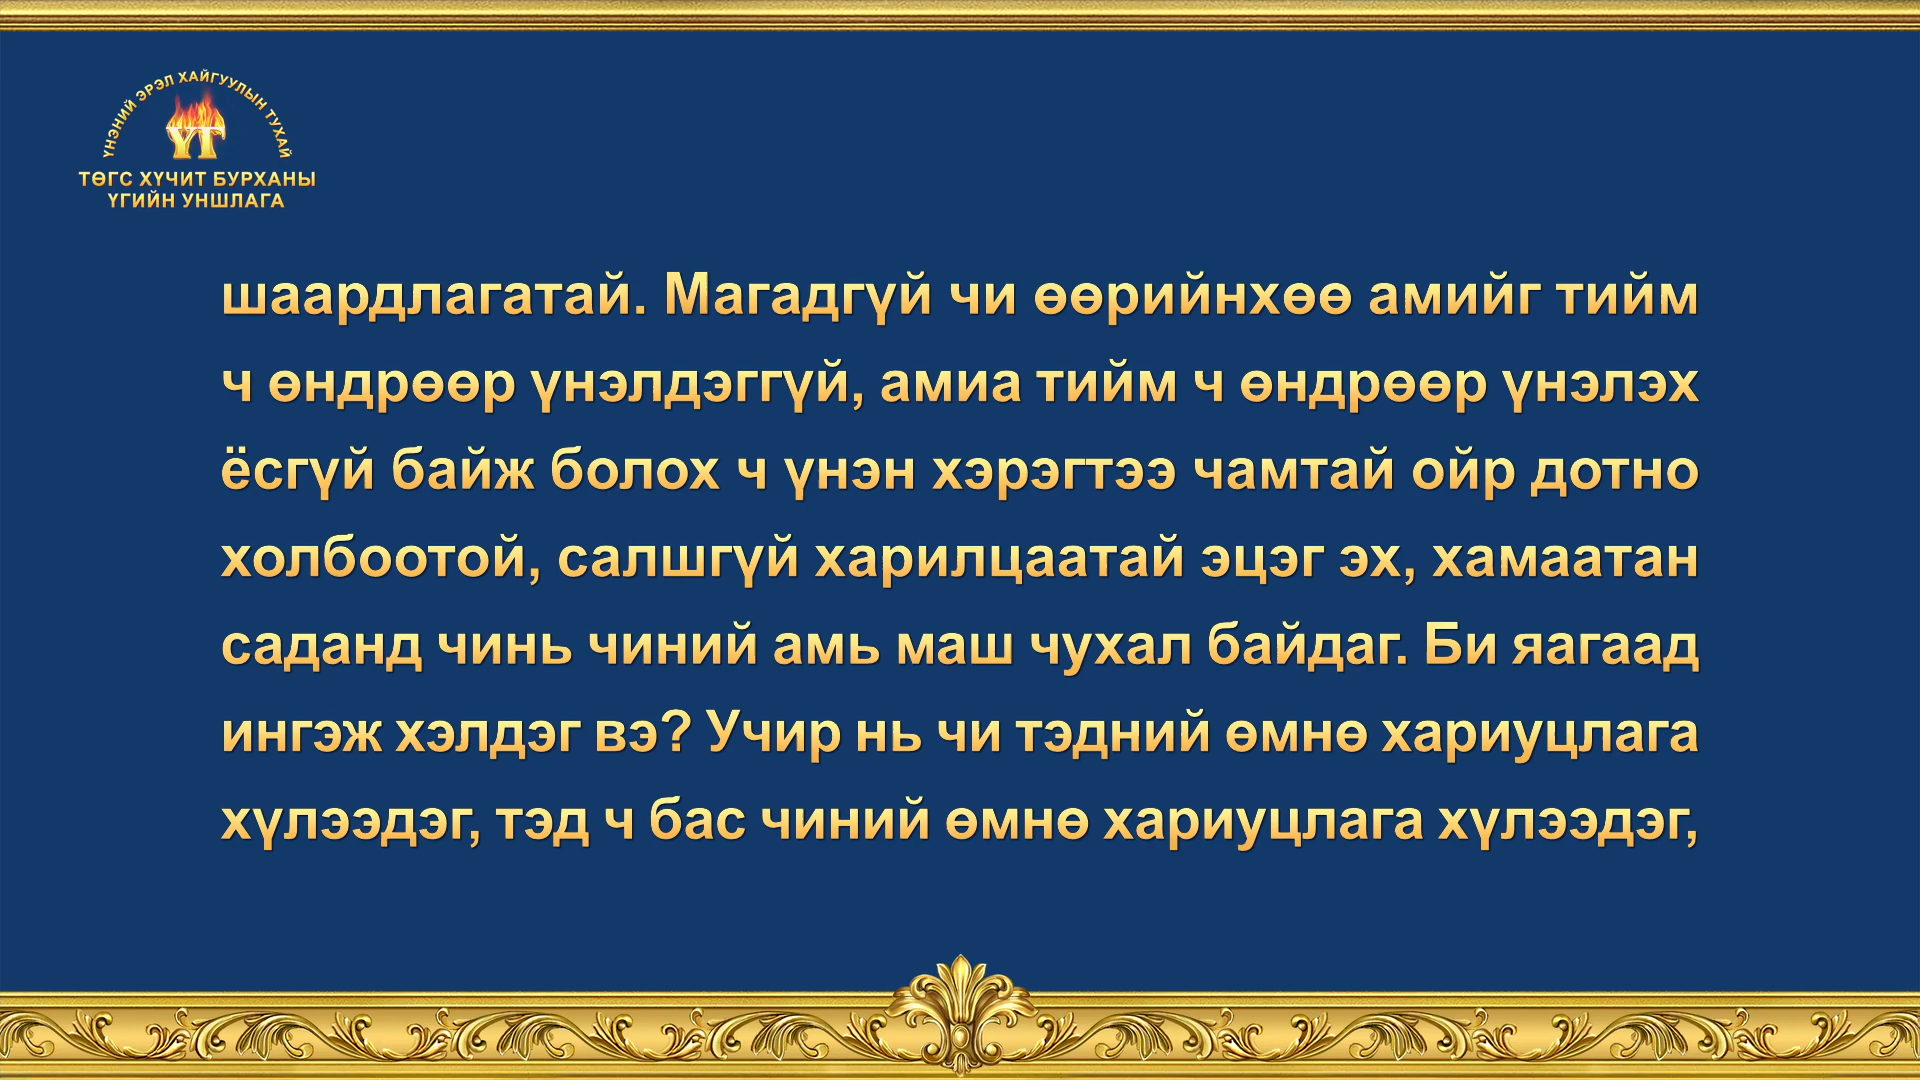 ҮНЭНИЙ ЭРЭЛ ХАЙГУУЛЫН ТУХАЙ
ҮГ
ТӨГС ХҮЧИТ БУРХАНЫ
ҮГИЙН УНШЛАГА
шаардлагатай. Магадгүй чи өөрийнхөө амийг тийм
ч өндрөөр үнэлдэггүй, амиа тийм ч өндрөөр үнэлэх
ёсгүй байж болох ч үнэн хэрэгтээ чамтай ойр дотно
холбоотой, салшгүй харилцаатай эцэг эх, хамаатан
саданд чинь чиний амь маш чухал байдаг. Би яагаад
ингэж хэлдэг вэ? Учир нь чи тэдний өмнө хариуцлага
хүлээдэг, тэд ч бас чиний өмнө хариуцлага хүлээдэг,